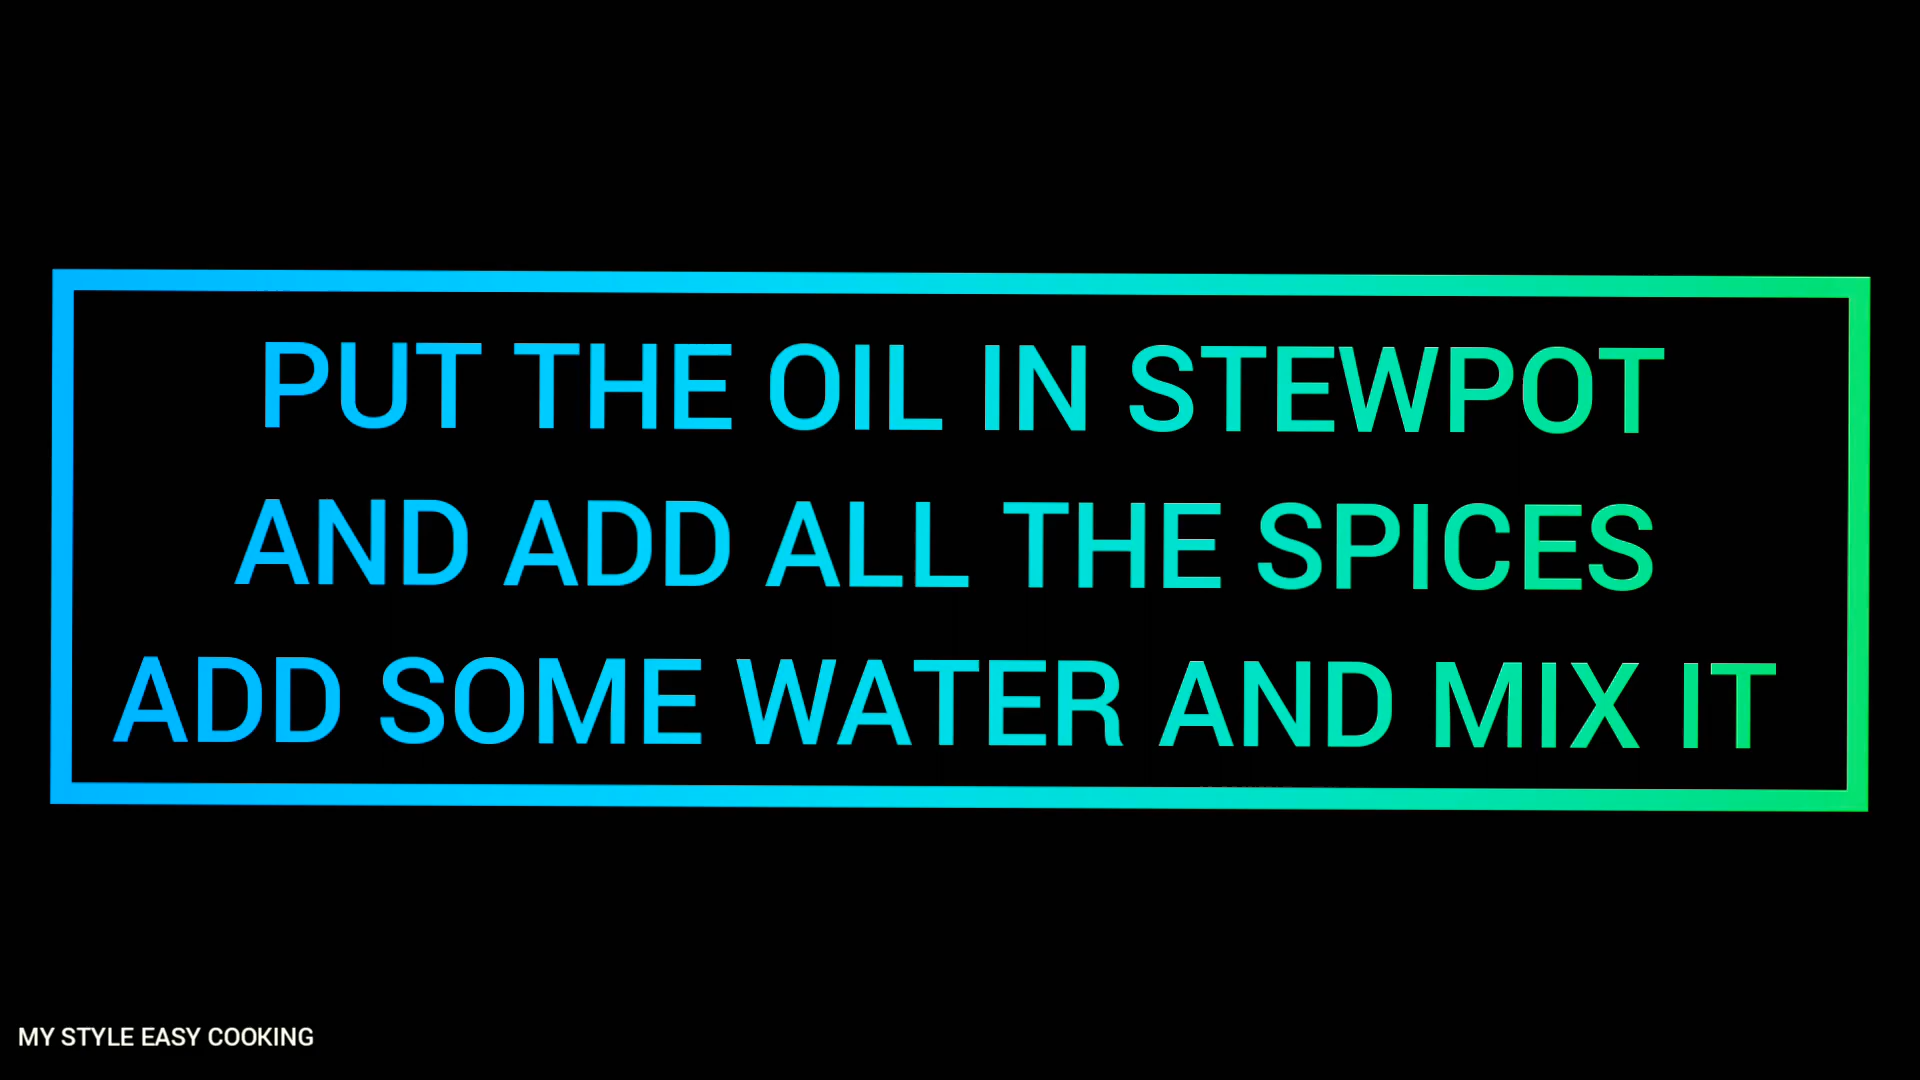 PUT THE OIL IN STEWPOT
AND ADD ALL THE SPICES
ADD SOME WATER AND MIX IT
MY STYLE EASY COOKING